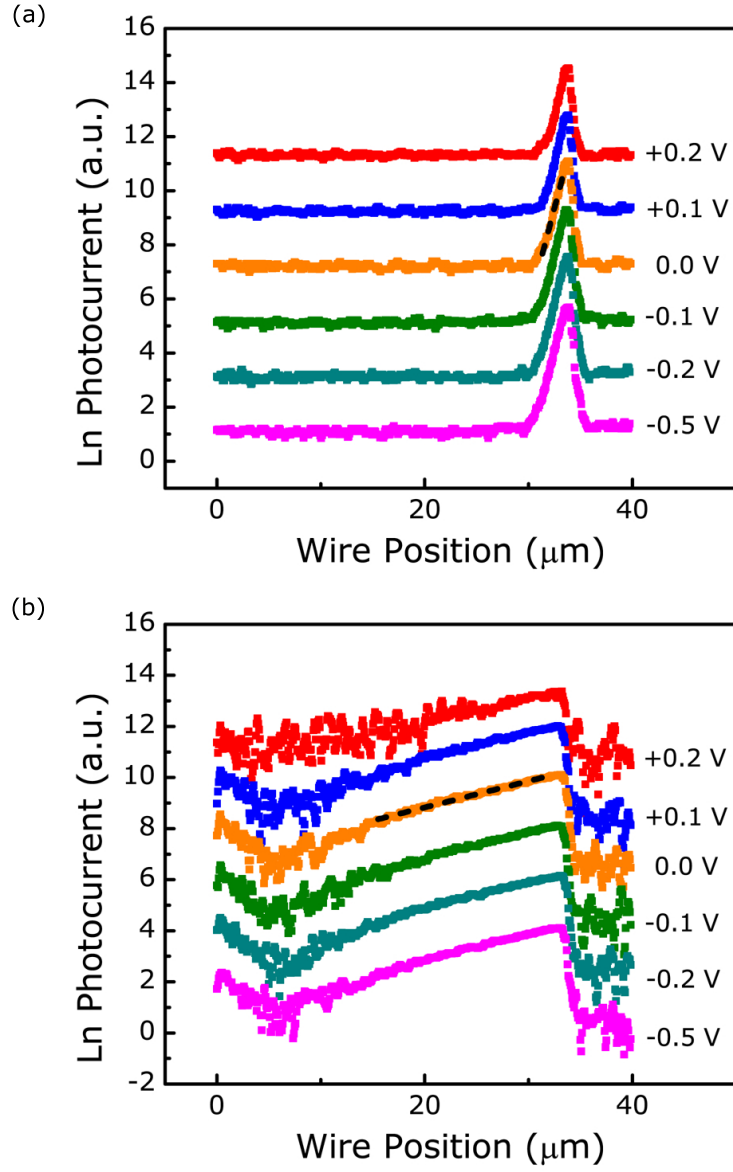 (a)
16
14
12
10
8
6
4
2
0
Ln Photocurrent (a.u.)
+0.2 V
+0.1 V
0.0 V
-0.1 V
-0.2 V
-0.5 V
0 20 40
Wire Position (μm)
(b)
16
14
12
10
8
6
4
2
0
-2
Ln Photocurrent (a.u.)
+0.2 V
+0.1 V
0.0 V
-0.1 V
-0.2 V
-0.5 V
0 20 40
Wire Position (μm)